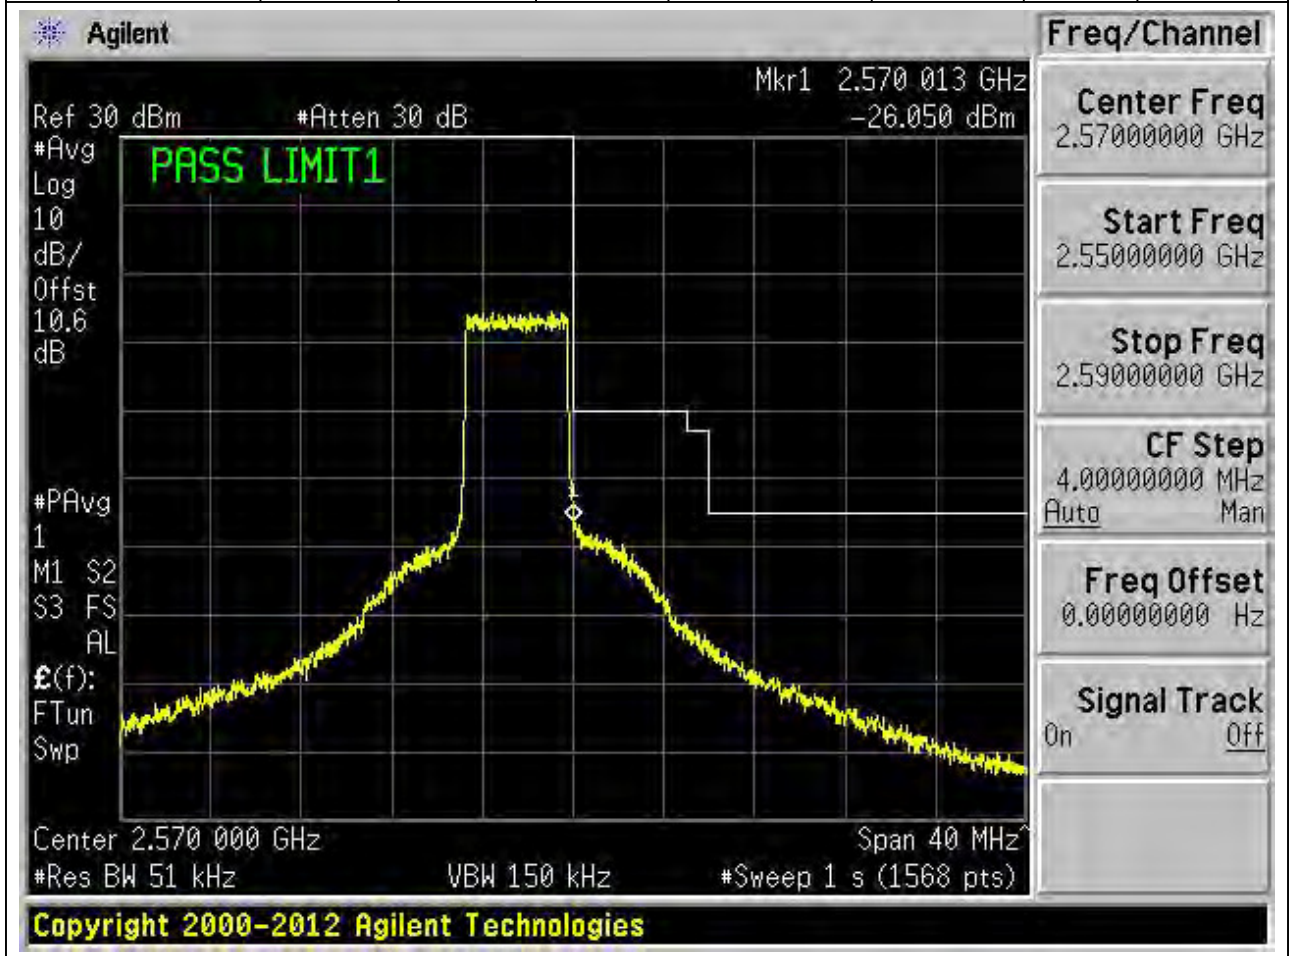 Agilent
Freq/Channel
Mkr1 2.570 013 GHz
Ref 30 dBm #Atten 30 dB -26.050 dBm
#Avg
Log
10
dB/
Offst
10.6
dB
PASS LIMIT1
1
#PAvg
1
M1 S2
S3 FS
AL
£(f):
FTun
Swp
Center 2.570 000 GHz Span 40 MHz^
#Res BW 51 kHz VBW 150 kHz #Sweep 1 s (1568 pts)
Center Freq
2.57000000 GHz
Start Freq
2.55000000 GHz
Stop Freq
2.59000000 GHz
CF Step
4.00000000 MHz
Auto Man
Freq Offset
0.00000000 Hz
Signal Track
On Off
Copyright 2000-2012 Agilent Technologies